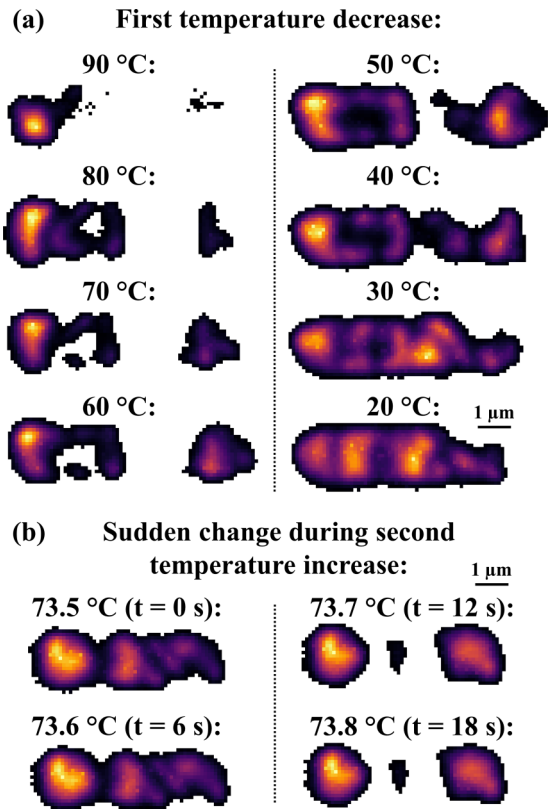 (a) First temperature decrease:
90 °C:
50 °C:
80 °C:
40 °C:
70 °C:
30 °C:
60 °C:
20 °C:
1 µm
(b) Sudden change during second
temperature increase:
1 µm
73.5 °C (t = 0 s):
73.7 °C (t = 12 s):
73.6 °C (t = 6 s):
73.8 °C (t = 18 s):